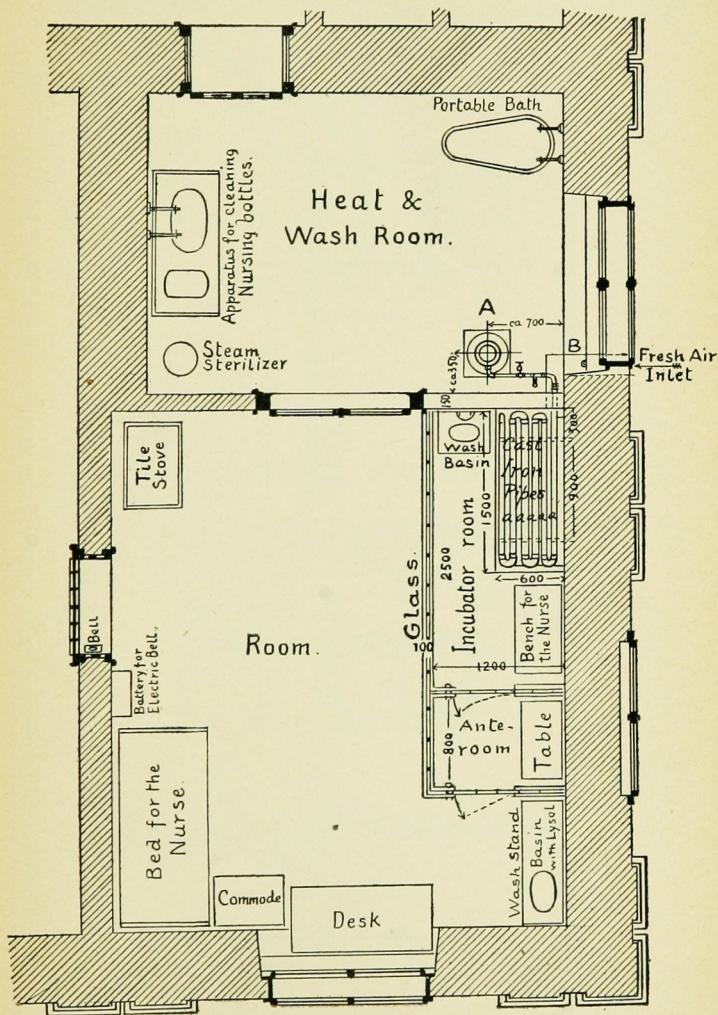 Portable Bath
Heat &
Wash Room.
Apparatus for cleaning
Nursing bottles.
Steam
Sterilizer
A
ca 700
B
Fresh Air
Inlet
ca 350
150
Wash
Basin
Cast
Iron
Pipes
a a a a a
300
900
1500
600
Tile
Stove
Glass.
2500
Incubator room
Bench for
the Nurse
100
1200
Bell
Battery for
Electric Bell.
Room.
800
Ante-
room
Table
Bed for the
Nurse.
Commode
Desk
Wash stand
Basin
with Lysol